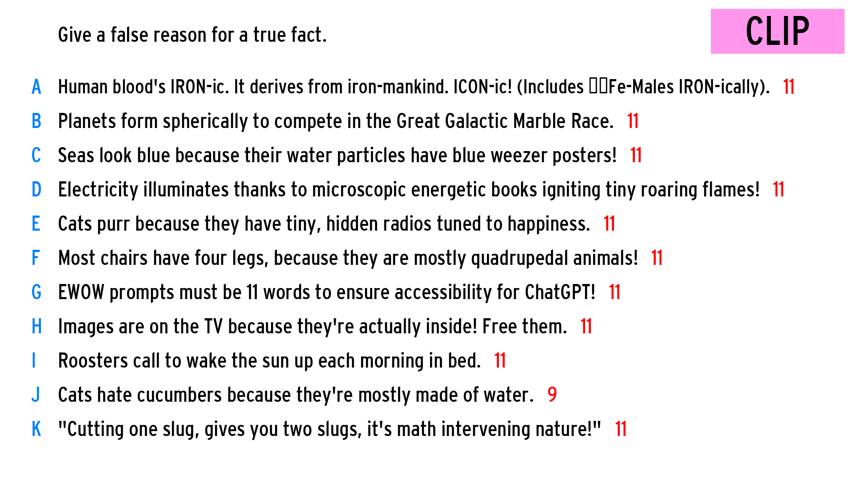 Give a false reason for a true fact.
CLIP
A Human blood's IRON-ic. It derives from iron-mankind. ICON-ic! (Includes Fe-Males IRON-ically). 11
B Planets form spherically to compete in the Great Galactic Marble Race. 11
C Seas look blue because their water particles have blue weezer posters! 11
D Electricity illuminates thanks to microscopic energetic books igniting tiny roaring flames! 11
E Cats purr because they have tiny, hidden radios tuned to happiness. 11
F Most chairs have four legs, because they are mostly quadrupedal animals! 11
G EWOW prompts must be 11 words to ensure accessibility for ChatGPT! 11
H Images are on the TV because they're actually inside! Free them. 11
I Roosters call to wake the sun up each morning in bed. 11
J Cats hate cucumbers because they're mostly made of water. 9
K "Cutting one slug, gives you two slugs, it's math intervening nature!" 11